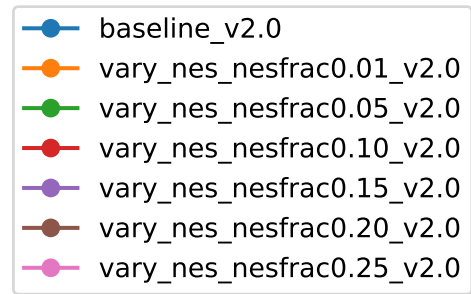 baseline_v2.0
vary_nes_nesfrac0.01_v2.0
vary_nes_nesfrac0.05_v2.0
vary_nes_nesfrac0.10_v2.0
vary_nes_nesfrac0.15_v2.0
vary_nes_nesfrac0.20_v2.0
vary_nes_nesfrac0.25_v2.0